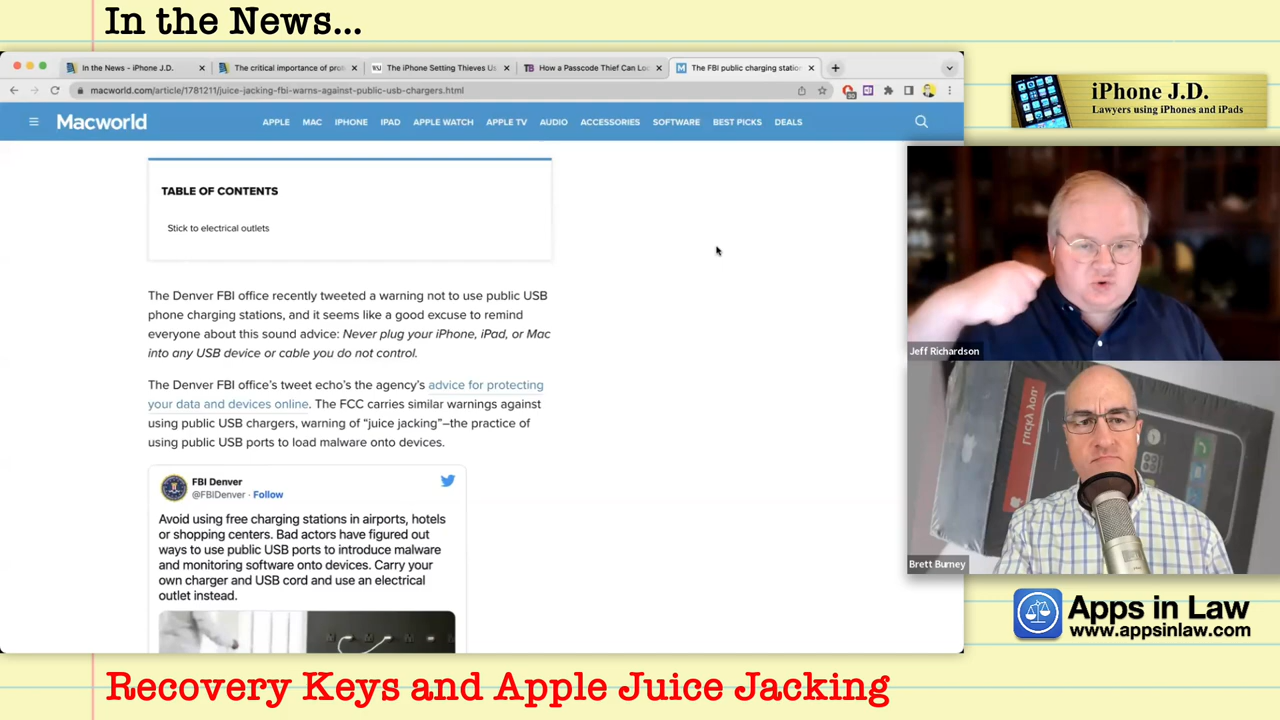 In the News...
In the News - iPhone J.D.
The critical importance of pro
The iPhone Setting Thieves Us
How a Passcode Thief Can Loc
The FBI public charging station
macworld.com/article/1781211/juice-jacking-fbi-warns-against-public-usb-chargers.html
Macworld
APPLE MAC IPHONE IPAD APPLE WATCH APPLE TV AUDIO ACCESSORIES SOFTWARE BEST PICKS DEALS
iPhone J.D.
Lawyers using iPhones and iPads
TABLE OF CONTENTS
Stick to electrical outlets
The Denver FBI office recently tweeted a warning not to use public USB
phone charging stations, and it seems like a good excuse to remind
everyone about this sound advice: Never plug your iPhone, iPad, or Mac
into any USB device or cable you do not control.
The Denver FBI office's tweet echo's the agency's advice for protecting
your data and devices online. The FCC carries similar warnings against
using public USB chargers, warning of "juice jacking"–the practice of
using public USB ports to load malware onto devices.
FBI Denver
@FBIDenver · Follow
Avoid using free charging stations in airports, hotels
or shopping centers. Bad actors have figured out
ways to use public USB ports to introduce malware
and monitoring software onto devices. Carry your
own charger and USB cord and use an electrical
outlet instead.
Jeff Richardson
Brett Burney
Apps in Law
www.appsinlaw.com
Recovery Keys and Apple Juice Jacking